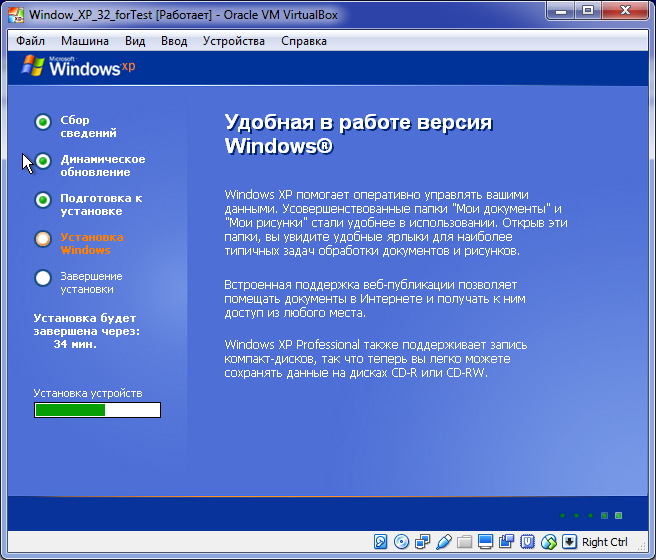 Window_XP_32_forTest [Работает] - Oracle VM VirtualBox
Файл Машина Вид Ввод Устройства Справка
Microsoft
Windows xp
Сбор
сведений
Динамическое
обновление
Подготовка к
установке
Установка
Windows
Завершение
установки
Установка будет
завершена через:
34 мин.
Установка устройств
Удобная в работе версия
Windows®
Windows XP помогает оперативно управлять вашими
данными. Усовершенствованные папки "Мои документы" и
"Мои рисунки" стали удобнее в использовании. Открыв эти
папки, вы увидите удобные ярлыки для наиболее
типичных задач обработки документов и рисунков.
Встроенная поддержка веб-публикации позволяет
помещать документы в Интернете и получать к ним
доступ из любого места.
Windows XP Professional также поддерживает запись
компакт-дисков, так что теперь вы легко можете
сохранять данные на дисках CD-R или CD-RW.
Right Ctrl